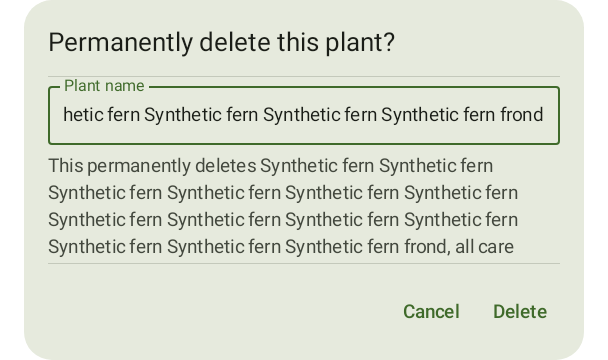 Permanently delete this plant?
Plant name
hetic fern Synthetic fern Synthetic fern Synthetic fern frond
This permanently deletes Synthetic fern Synthetic fern
Synthetic fern Synthetic fern Synthetic fern Synthetic fern
Synthetic fern Synthetic fern Synthetic fern Synthetic fern
Synthetic fern Synthetic fern Synthetic fern frond, all care
Cancel Delete